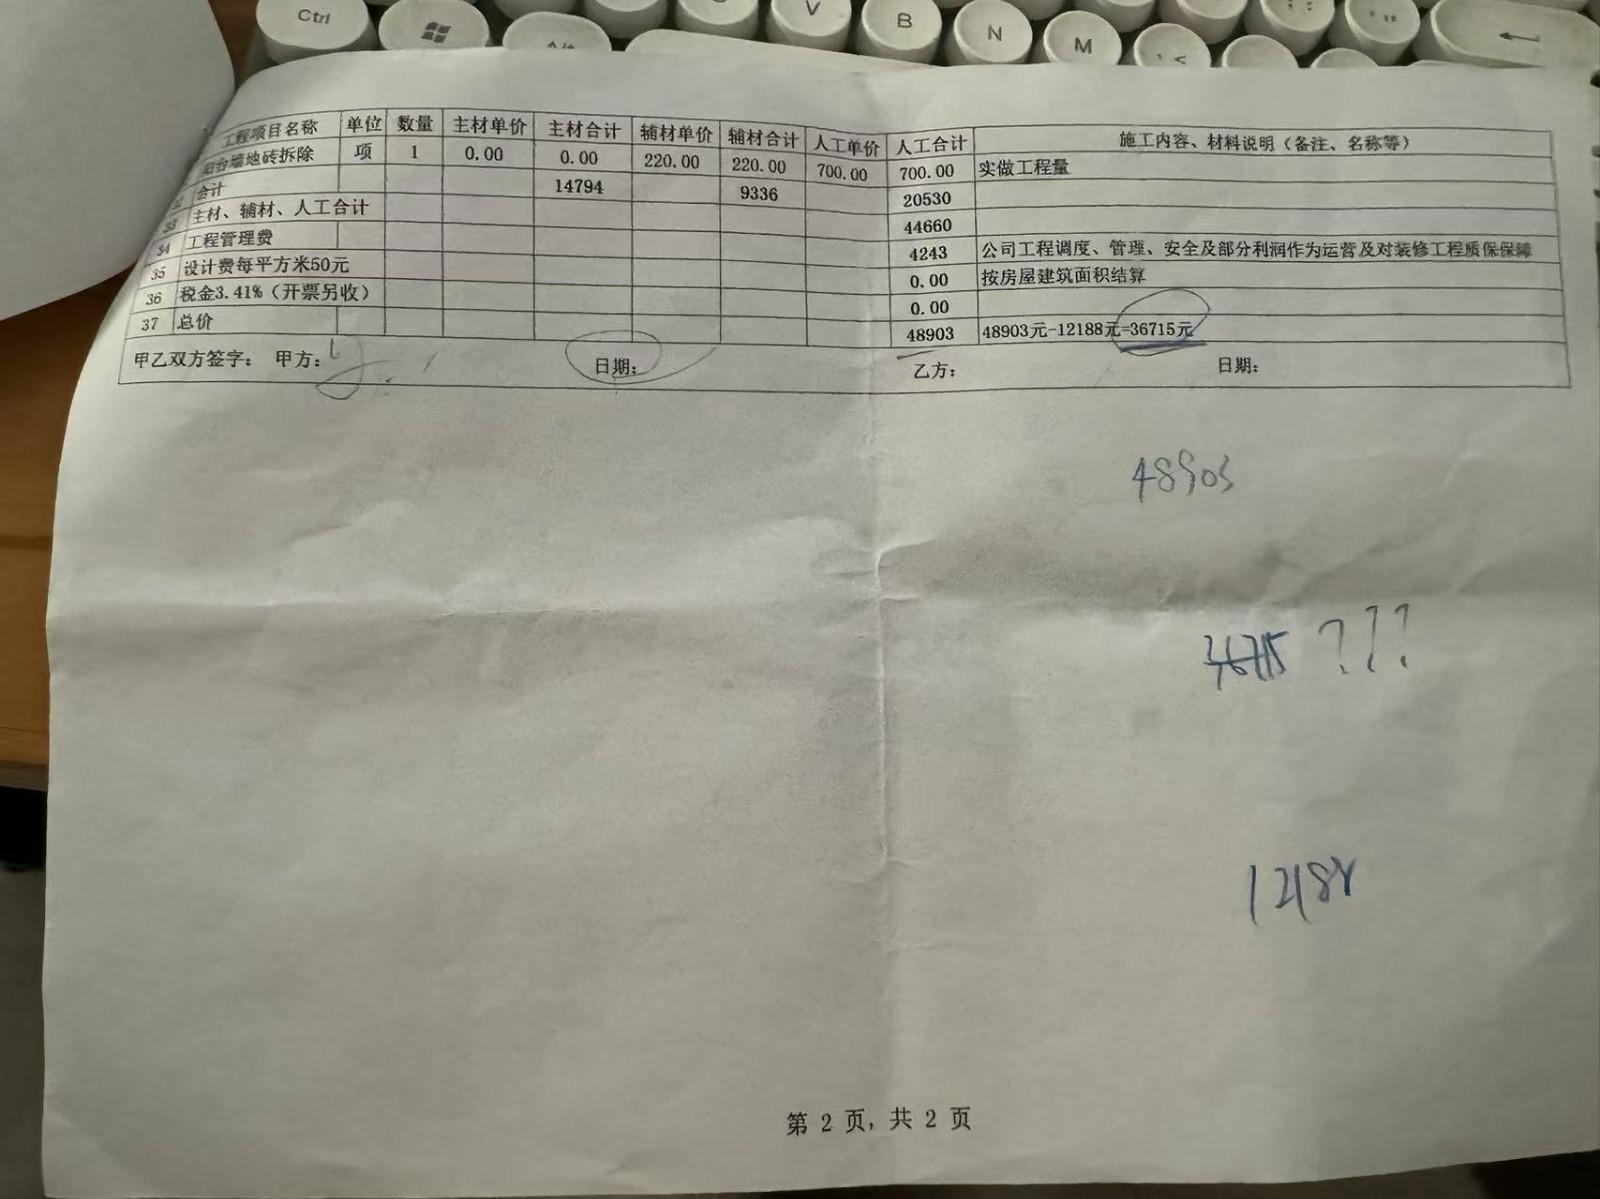 Ctrl V B N M
工程项目名称 单位 数量 主材单价 主材合计 辅材单价 辅材合计 人工单价 人工合计 施工内容、材料说明（备注、名称等）
阳台墙地砖拆除 项 1 0.00 0.00 220.00 220.00 700.00 700.00 实做工程量
合计 14794 9336 20530
33 主材、辅材、人工合计 44660
34 工程管理费 4243 公司工程调度、管理、安全及部分利润作为运营及对装修工程质保保障
35 设计费每平方米50元 0.00 按房屋建筑面积结算
36 税金3.41%（开票另收） 0.00
37 总价 48903 48903元-12188元=36715元
甲乙双方签字： 甲方： 日期： 乙方： 日期：
48903
36715 ???
12188
第 2 页，共 2 页